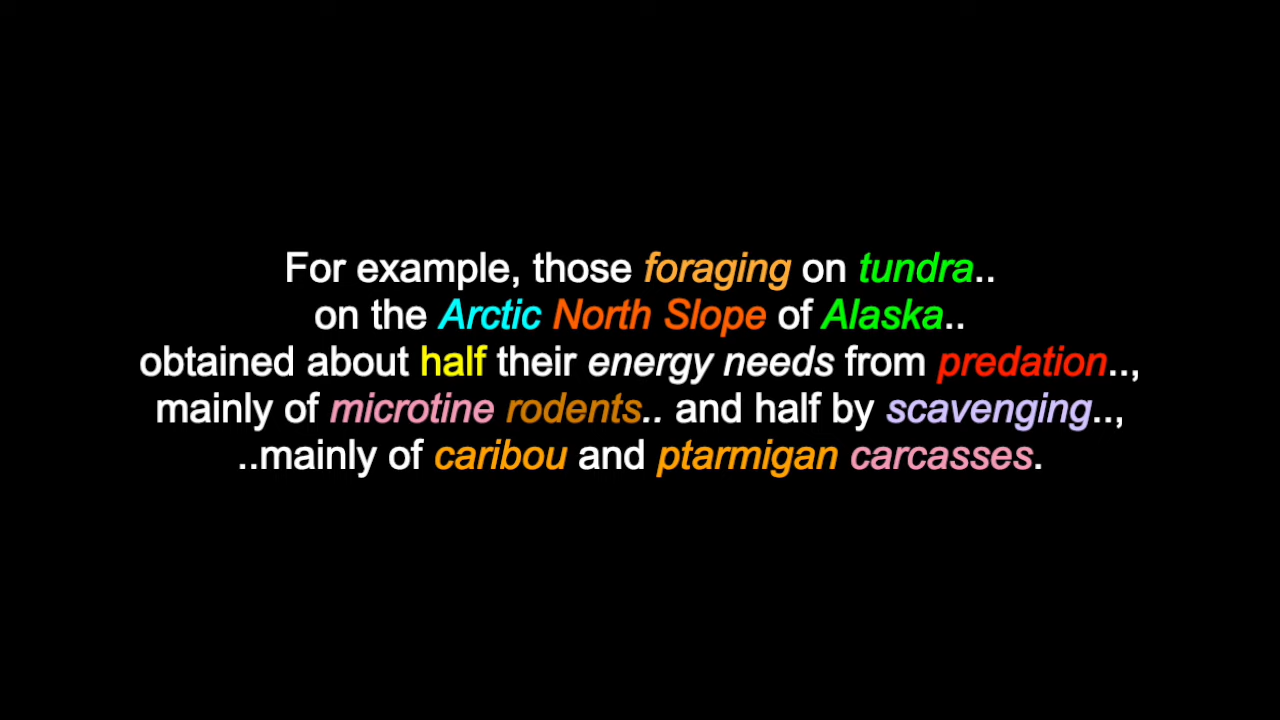 For example, those foraging on tundra..
on the Arctic North Slope of Alaska..
obtained about half their energy needs from predation..,
mainly of microtine rodents.. and half by scavenging..,
..mainly of caribou and ptarmigan carcasses.